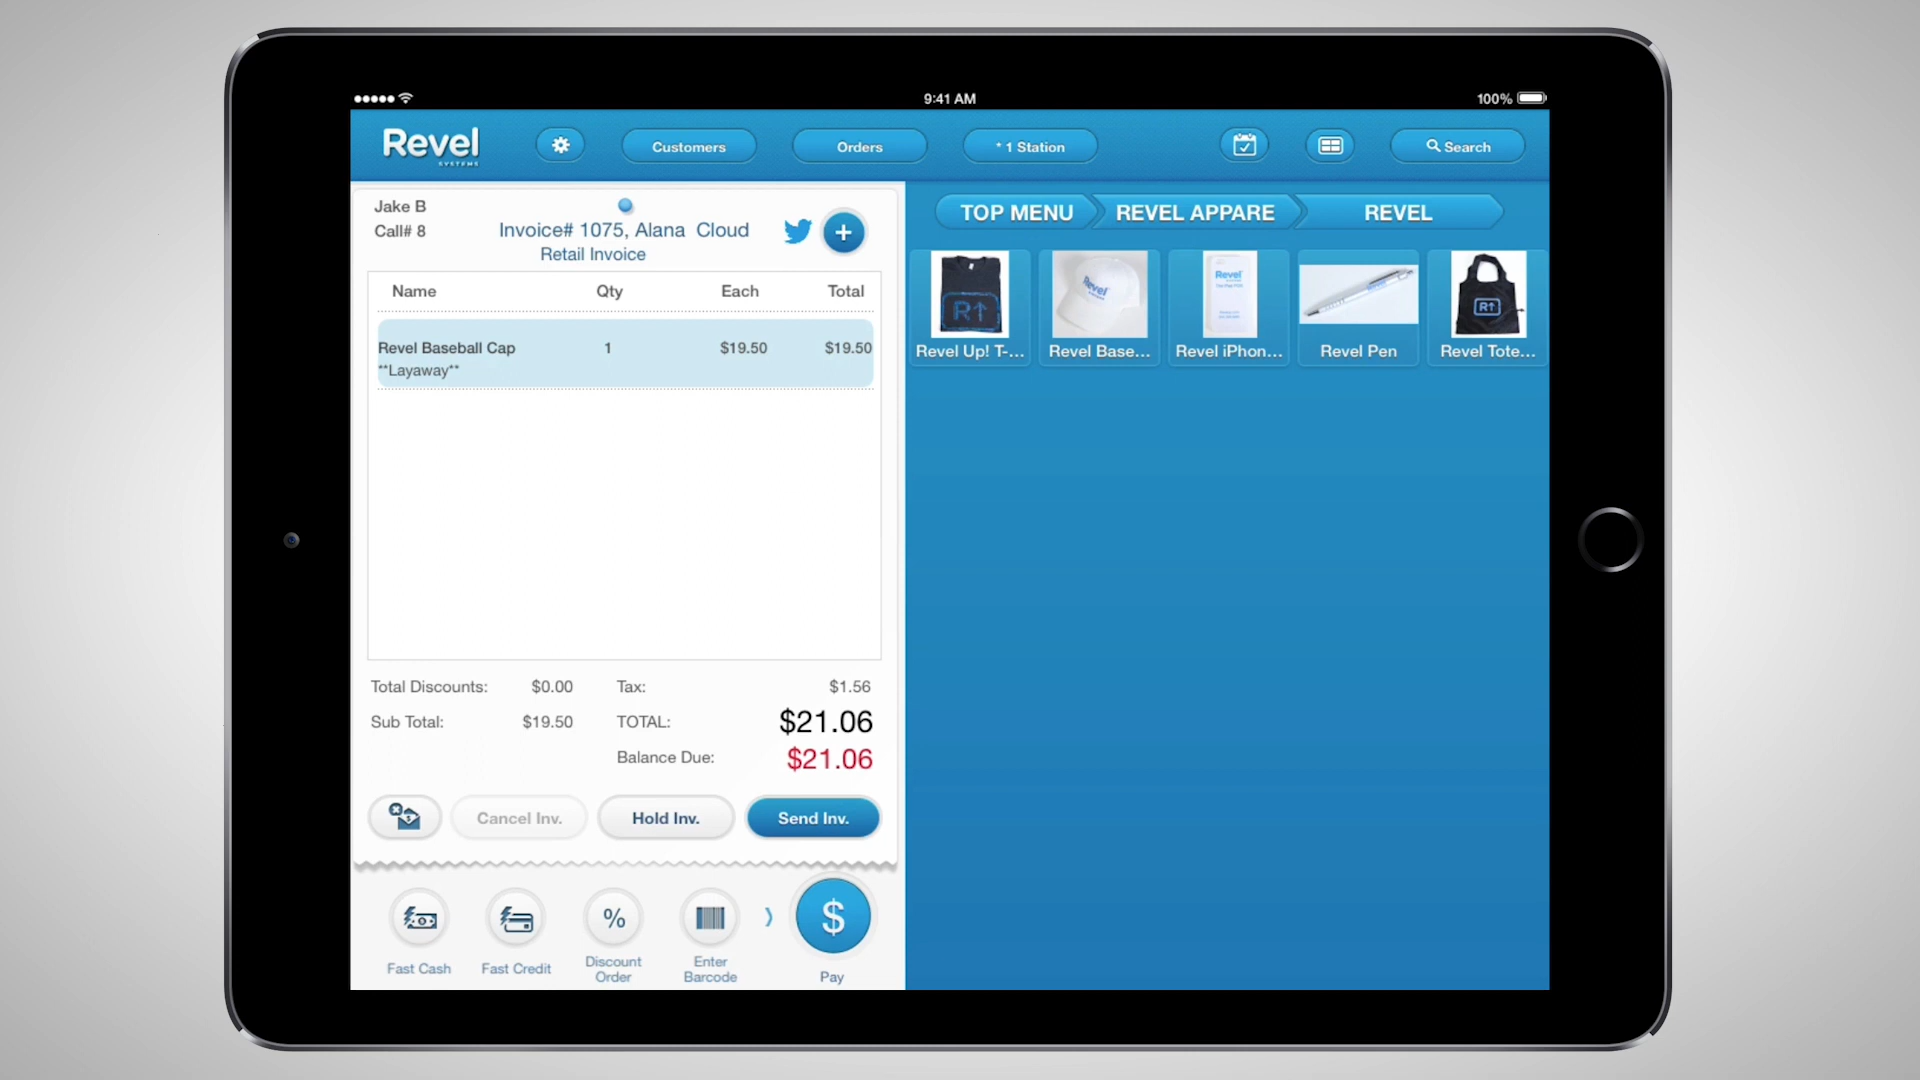 9:41 AM
100%
Revel
SYSTEMS
Customers
Orders
* 1 Station
Search
Jake B
Call# 8
Invoice# 1075, Alana Cloud
Retail Invoice
+
TOP MENU
REVEL APPARE
REVEL
Name Qty Each Total
Revel Baseball Cap 1 $19.50 $19.50
**Layaway**
R↑
Revel
SYSTEMS
Revel
R↑
Revel Up! T-...
Revel Base...
Revel iPhon...
Revel Pen
Revel Tote...
Total Discounts: $0.00 Tax: $1.56
Sub Total: $19.50 TOTAL: $21.06
Balance Due: $21.06
Cancel Inv.
Hold Inv.
Send Inv.
%
$
Fast Cash
Fast Credit
Discount
Order
Enter
Barcode
Pay